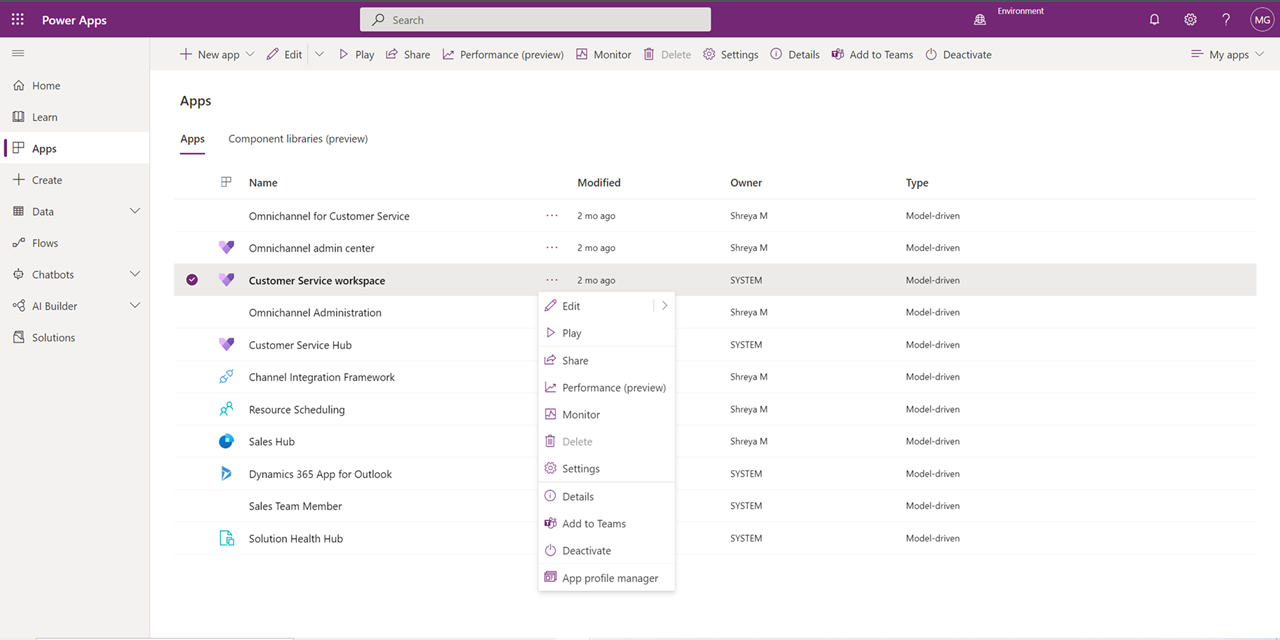 Power Apps
Search
Environment
MG
New app
Edit
Play
Share
Performance (preview)
Monitor
Delete
Settings
Details
Add to Teams
Deactivate
My apps
Home
Learn
Apps
Create
Data
Flows
Chatbots
AI Builder
Solutions
Apps
Apps Component libraries (preview)
Name Modified Owner Type
Omnichannel for Customer Service ... 2 mo ago Shreya M Model-driven
Omnichannel admin center ... 2 mo ago Shreya M Model-driven
Customer Service workspace ... 2 mo ago SYSTEM Model-driven
Omnichannel Administration Shreya M Model-driven
Customer Service Hub SYSTEM Model-driven
Channel Integration Framework Shreya M Model-driven
Resource Scheduling Shreya M Model-driven
Sales Hub Shreya M Model-driven
Dynamics 365 App for Outlook SYSTEM Model-driven
Sales Team Member SYSTEM Model-driven
Solution Health Hub SYSTEM Model-driven
Edit
Play
Share
Performance (preview)
Monitor
Delete
Settings
Details
Add to Teams
Deactivate
App profile manager